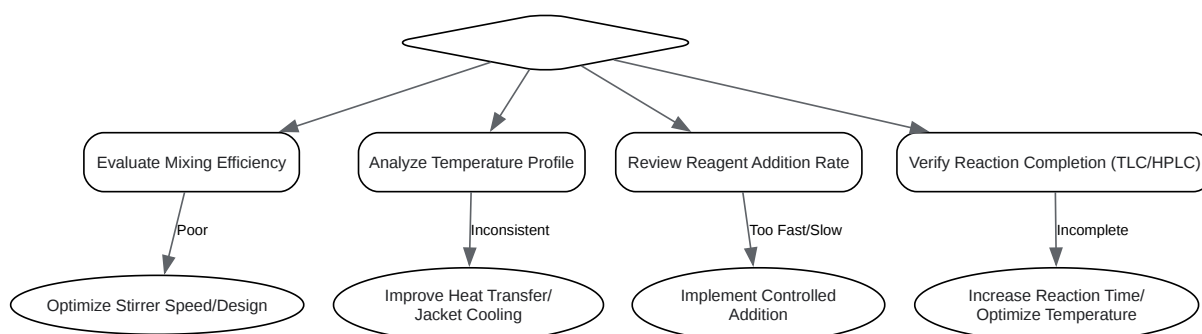 Evaluate Mixing Efficiency
Analyze Temperature Profile
Review Reagent Addition Rate
Verify Reaction Completion (TLC/HPLC)
Poor
Inconsistent
Too Fast/Slow
Incomplete
Optimize Stirrer Speed/Design
Improve Heat Transfer/
Jacket Cooling
Implement Controlled
Addition
Increase Reaction Time/
Optimize Temperature